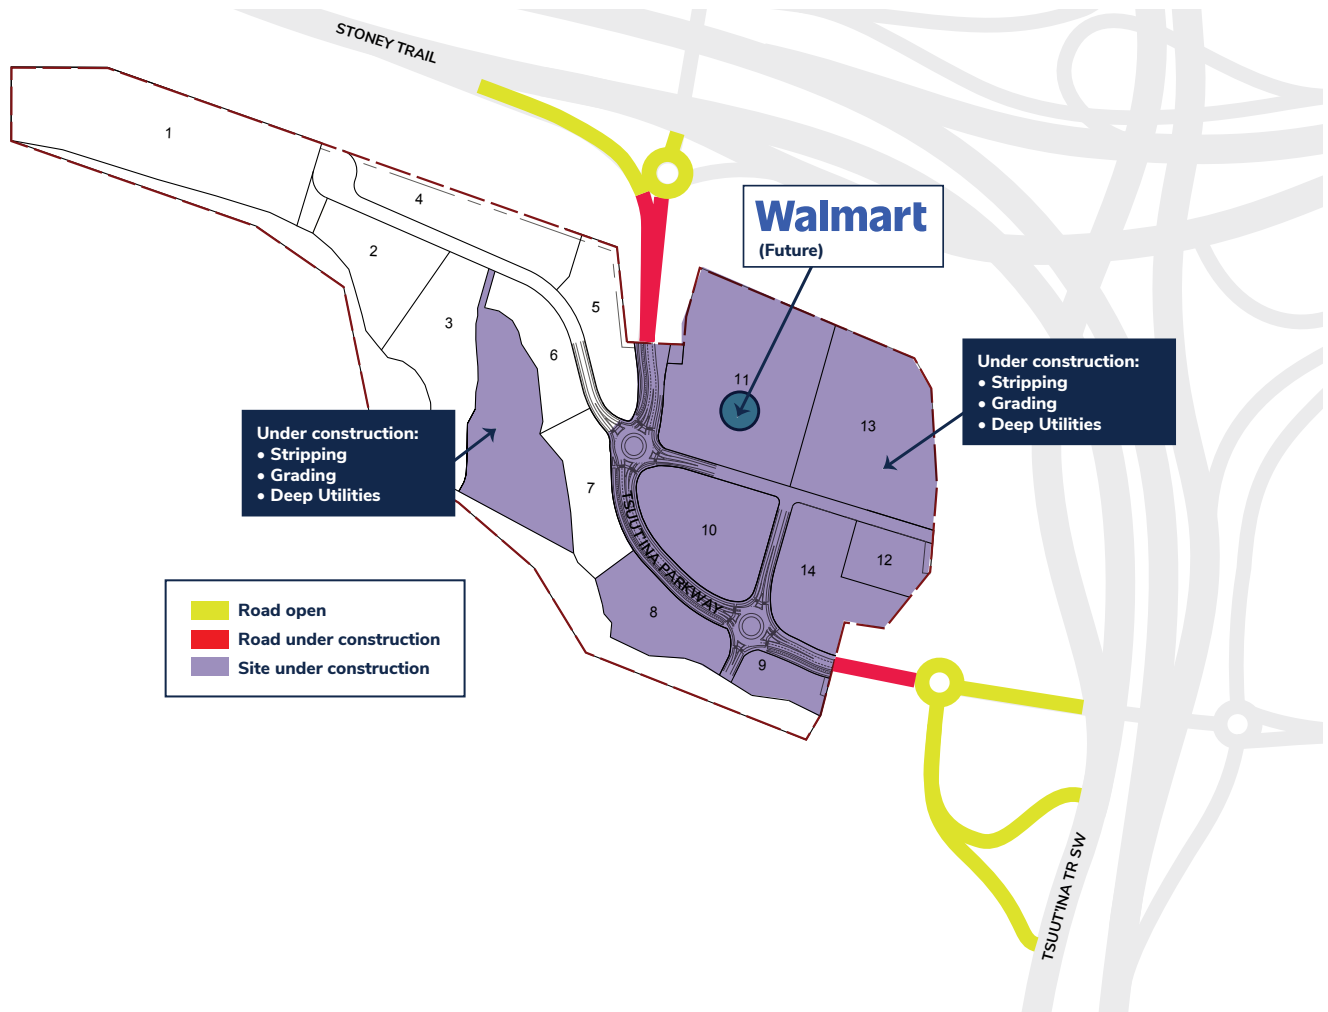 STONEY TRAIL
1
4
2
Walmart
(Future)
3
5
6
11
13
Under construction:
• Stripping
• Grading
• Deep Utilities
Under construction:
• Stripping
• Grading
• Deep Utilities
7
10
TSUUT'INA PARKWAY
12
14
8
9
Road open
Road under construction
Site under construction
TSUUT'INA TR SW